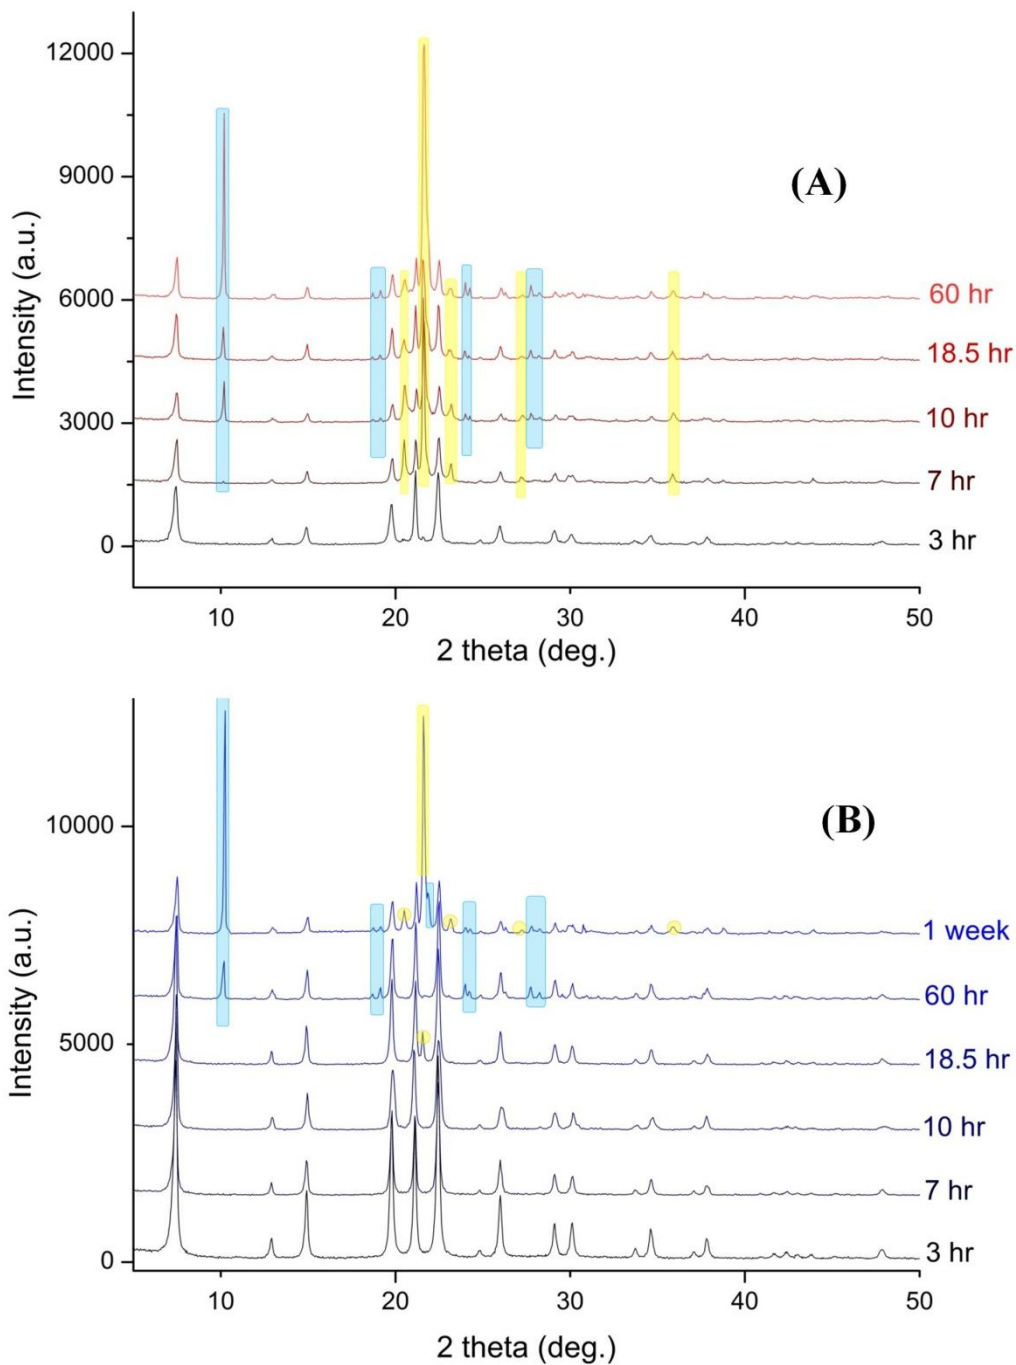 12000
(A)
9000
Intensity (a.u.)
60 hr
6000
18.5 hr
10 hr
3000
7 hr
3 hr
0
10 20 30 40 50
2 theta (deg.)
(B)
10000
Intensity (a.u.)
1 week
60 hr
5000
18.5 hr
10 hr
7 hr
3 hr
0
10 20 30 40 50
2 theta (deg.)